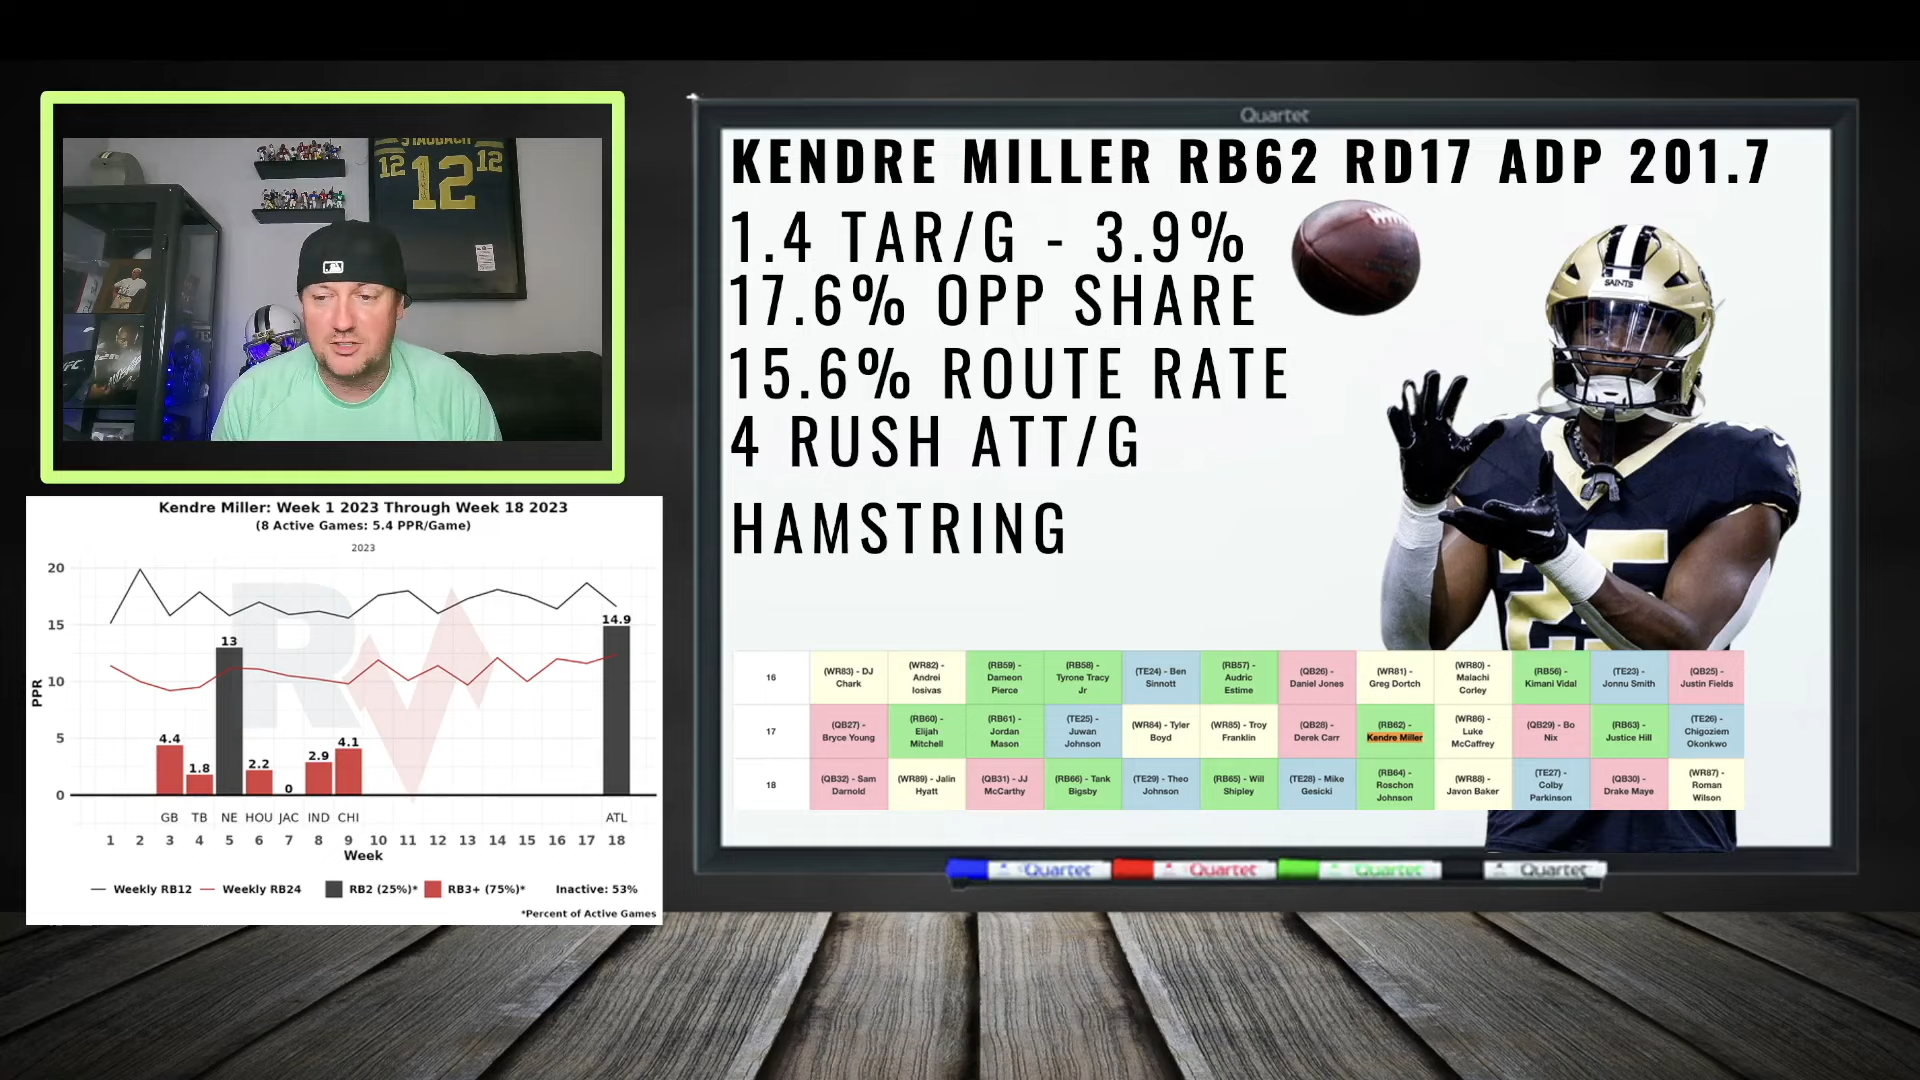 STAUBACH
12 12 12
Quartet
KENDRE MILLER RB62 RD17 ADP 201.7
1.4 TAR/G - 3.9%
17.6% OPP SHARE
15.6% ROUTE RATE
4 RUSH ATT/G
HAMSTRING
SAINTS
25
Kendre Miller: Week 1 2023 Through Week 18 2023
(8 Active Games: 5.4 PPR/Game)
2023
20
15
10
5
0
PPR
4.4
1.8
13
2.2
0
2.9
4.1
14.9
GB TB NE HOU JAC IND CHI ATL
1 2 3 4 5 6 7 8 9 10 11 12 13 14 15 16 17 18
Week
Weekly RB12 Weekly RB24 RB2 (25%)* RB3+ (75%)* Inactive: 53%
*Percent of Active Games
16
(WR83) - DJ
Chark
(WR82) -
Andrei
Iosivas
(RB59) -
Dameon
Pierce
(RB58) -
Tyrone Tracy
Jr
(TE24) - Ben
Sinnott
(RB57) -
Audric
Estime
(QB26) -
Daniel Jones
(WR81) -
Greg Dortch
(WR80) -
Malachi
Corley
(RB56) -
Kimani Vidal
(TE23) -
Jonnu Smith
(QB25) -
Justin Fields
17
(QB27) -
Bryce Young
(RB60) -
Elijah
Mitchell
(RB61) -
Jordan
Mason
(TE25) -
Juwan
Johnson
(WR84) - Tyler
Boyd
(WR85) - Troy
Franklin
(QB28) -
Derek Carr
(RB62) -
Kendre Miller
(WR86) -
Luke
McCaffrey
(QB29) - Bo
Nix
(RB63) -
Justice Hill
(TE26) -
Chigoziem
Okonkwo
18
(QB32) - Sam
Darnold
(WR89) - Jalin
Hyatt
(QB31) - JJ
McCarthy
(RB66) - Tank
Bigsby
(TE29) - Theo
Johnson
(RB65) - Will
Shipley
(TE28) - Mike
Gesicki
(RB64) -
Roschon
Johnson
(WR88) -
Javon Baker
(TE27) -
Colby
Parkinson
(QB30) -
Drake Maye
(WR87) -
Roman
Wilson
Quartet Quartet Quartet Quartet